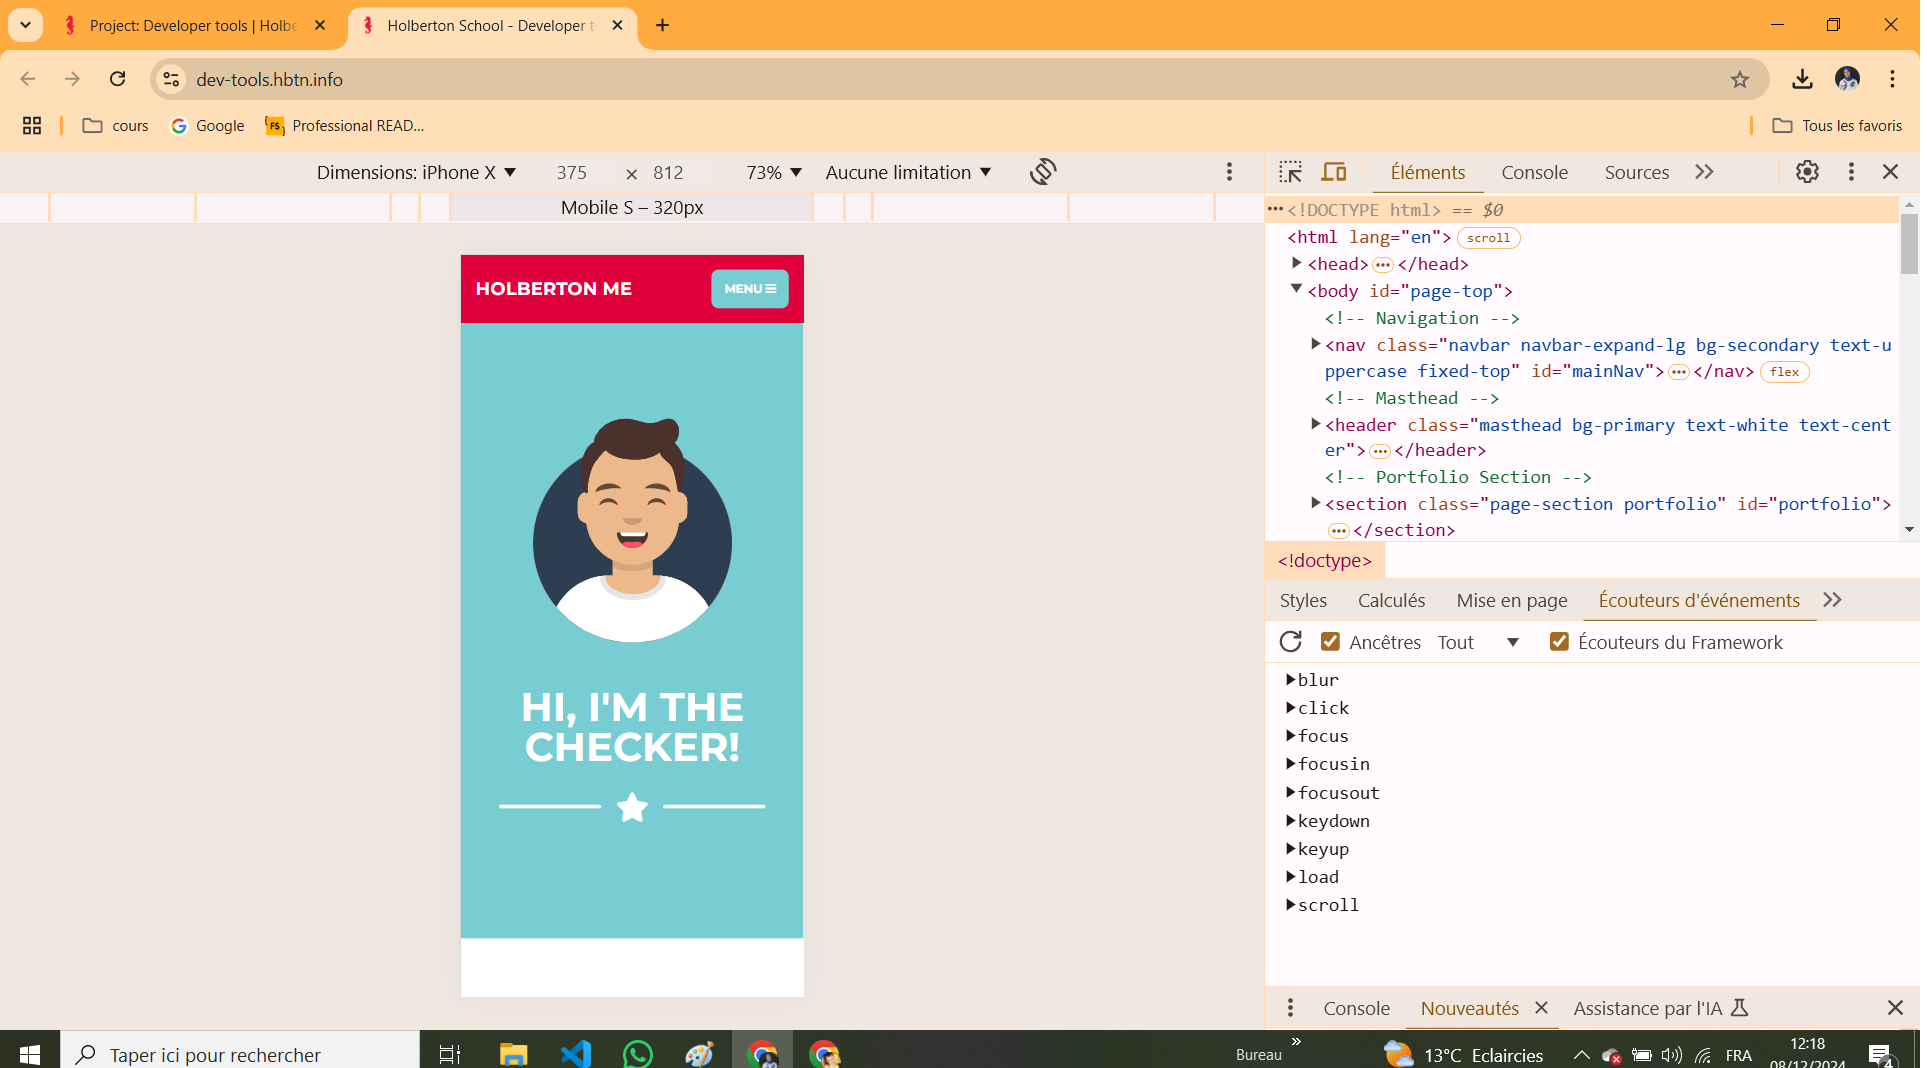 Project: Developer tools | Holbe
Holberton School - Developer t
dev-tools.hbtn.info
cours
Google
FS
Professional READ...
Tous les favoris
Dimensions: iPhone X
375 × 812
73%
Aucune limitation
Éléments
Console
Sources
Mobile S – 320px
HOLBERTON ME
MENU
HI, I'M THE
CHECKER!
<!DOCTYPE html> == $0
<html lang="en"> scroll
<head> ••• </head>
<body id="page-top">
<!-- Navigation -->
<nav class="navbar navbar-expand-lg bg-secondary text-u
ppercase fixed-top" id="mainNav"> ••• </nav> flex
<!-- Masthead -->
<header class="masthead bg-primary text-white text-cent
er"> ••• </header>
<!-- Portfolio Section -->
<section class="page-section portfolio" id="portfolio">
••• </section>
<!doctype>
Styles
Calculés
Mise en page
Écouteurs d'événements
Ancêtres
Tout
Écouteurs du Framework
blur
click
focus
focusin
focusout
keydown
keyup
load
scroll
Console
Nouveautés
Assistance par l'IA
Taper ici pour rechercher
Bureau
13°C Eclaircies
FRA
12:18
08/12/2024
4